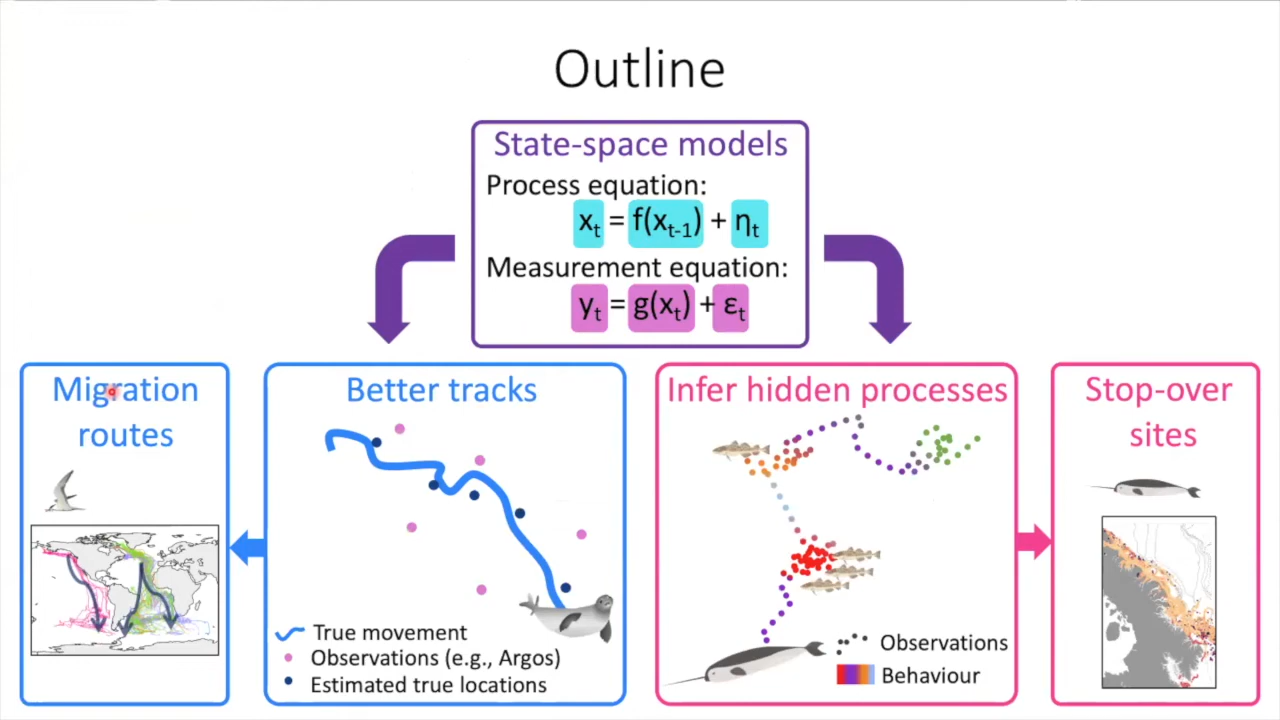 Outline
State-space models
Process equation:
xₜ = f(xₜ₋₁) + ηₜ
Measurement equation:
yₜ = g(xₜ) + εₜ
Migration
routes
Better tracks
True movement
Observations (e.g., Argos)
Estimated true locations
Infer hidden processes
Observations
Behaviour
Stop-over
sites